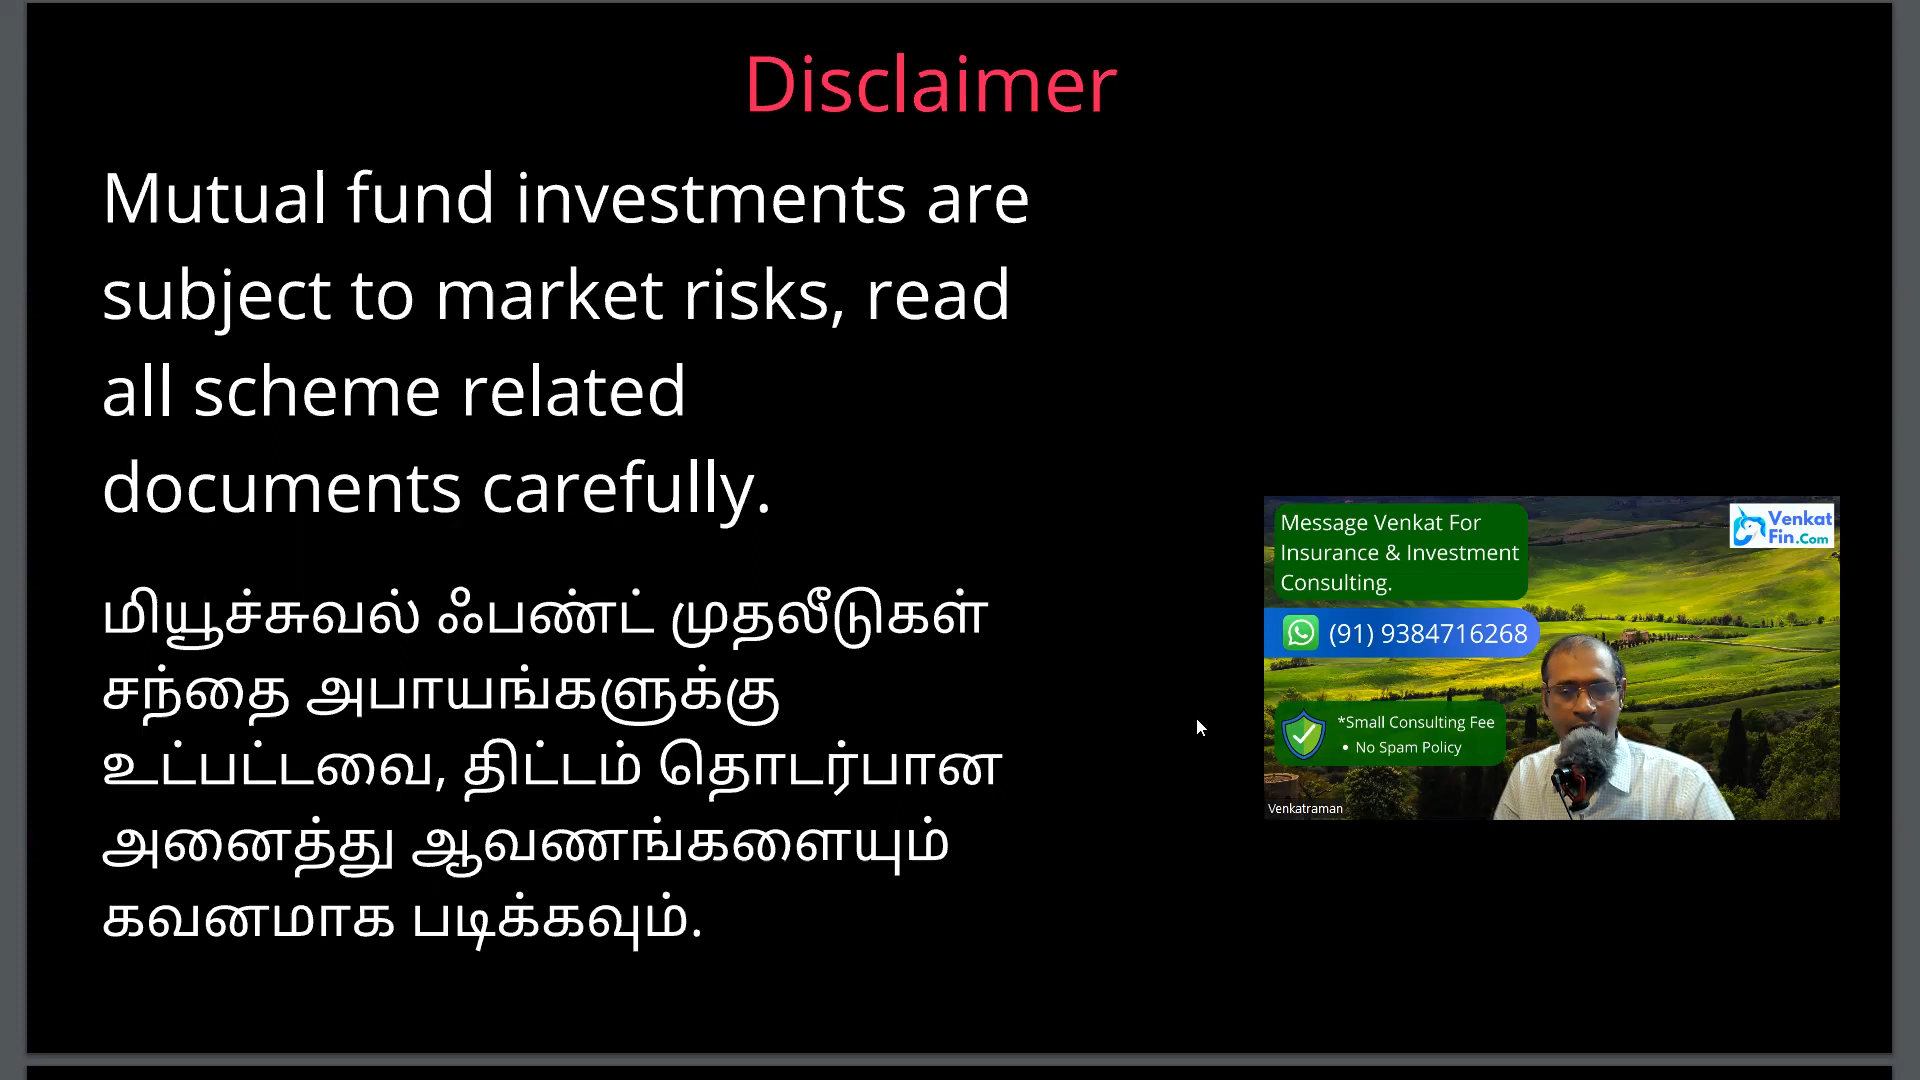 Disclaimer
Mutual fund investments are
subject to market risks, read
all scheme related
documents carefully.
மியூச்சுவல் ஃபண்ட் முதலீடுகள்
சந்தை அபாயங்களுக்கு
உட்பட்டவை, திட்டம் தொடர்பான
அனைத்து ஆவணங்களையும்
கவனமாக படிக்கவும்.
Message Venkat For
Insurance & Investment
Consulting.
Venkat
Fin.Com
(91) 9384716268
*Small Consulting Fee
• No Spam Policy
Venkatraman